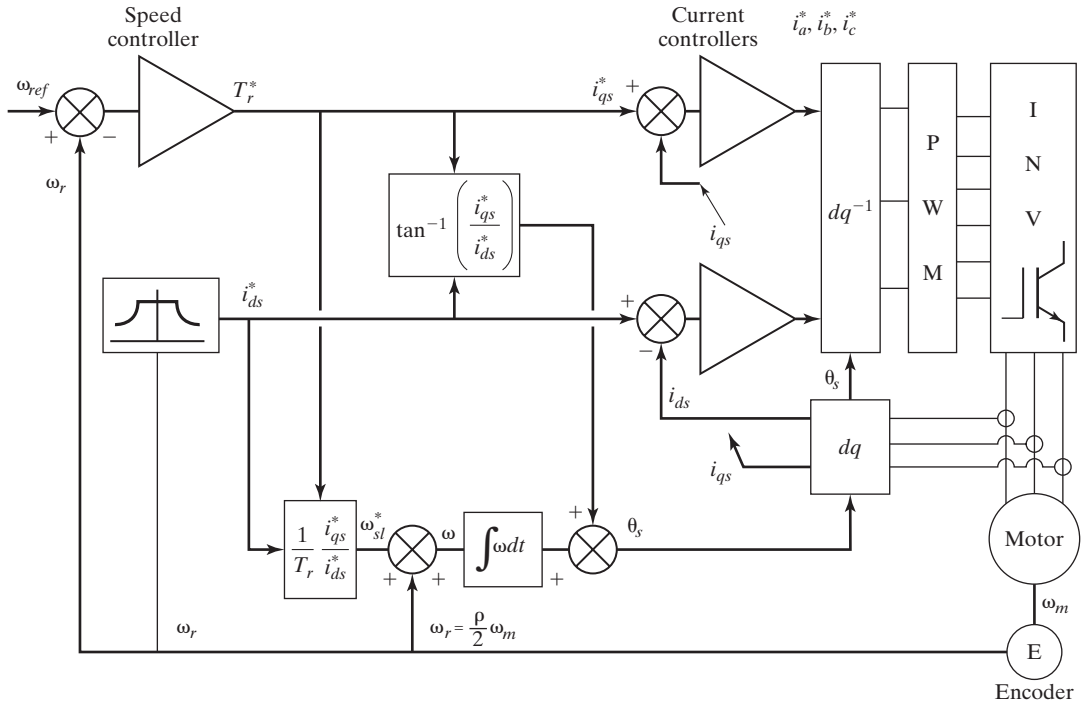 Speed
controller
Current
controllers
i*a, i*b, i*c
ωref
+
−
T*r
i*qs
+
ωr
tan−1 (i*qs / i*ds)
iqs
dq−1
P
W
M
I
N
V
i*ds
+
−
ids
θs
iqs
dq
1/Tr i*qs/i*ds
ω*sl
+
+
ω
∫ωdt
+
+
θs
Motor
ωm
ωr
ωr = ρ/2 ωm
E
Encoder